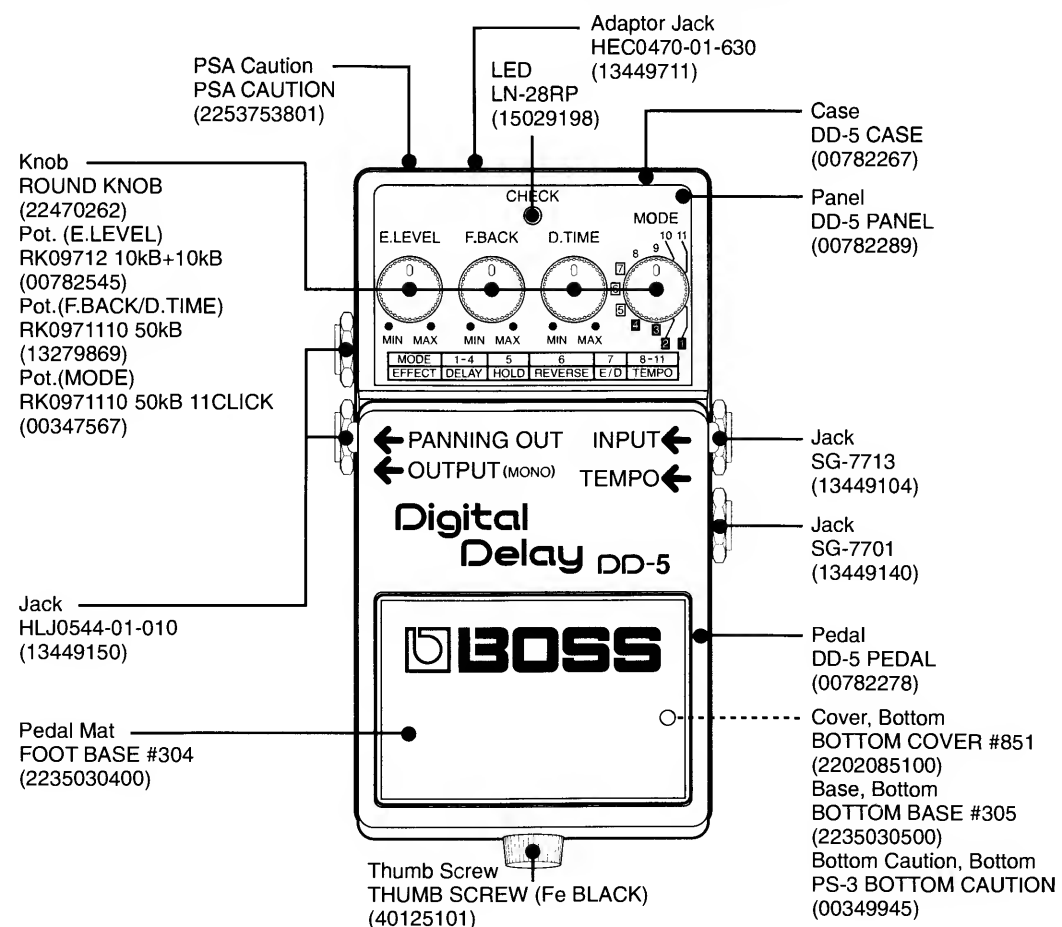 Adaptor Jack
HEC0470-01-630
(13449711)
PSA Caution
PSA CAUTION
(2253753801)
LED
LN-28RP
(15029198)
Case
DD-5 CASE
(00782267)
Panel
DD-5 PANEL
(00782289)
Knob
ROUND KNOB
(22470262)
Pot. (E.LEVEL)
RK09712 10kB+10kB
(00782545)
Pot.(F.BACK/D.TIME)
RK0971110 50kB
(13279869)
Pot.(MODE)
RK0971110 50kB 11CLICK
(00347567)
CHECK
MODE
E.LEVEL F.BACK D.TIME
10 11
9
8
7
6
5
4
3
2
1
MIN MAX MIN MAX MIN MAX
MODE 1-4 5 6 7 8-11
EFFECT DELAY HOLD REVERSE E/D TEMPO
PANNING OUT INPUT
OUTPUT (MONO) TEMPO
Digital
Delay DD-5
BOSS
Jack
SG-7713
(13449104)
Jack
SG-7701
(13449140)
Jack
HLJ0544-01-010
(13449150)
Pedal
DD-5 PEDAL
(00782278)
Pedal Mat
FOOT BASE #304
(2235030400)
Cover, Bottom
BOTTOM COVER #851
(2202085100)
Base, Bottom
BOTTOM BASE #305
(2235030500)
Bottom Caution, Bottom
PS-3 BOTTOM CAUTION
(00349945)
Thumb Screw
THUMB SCREW (Fe BLACK)
(40125101)